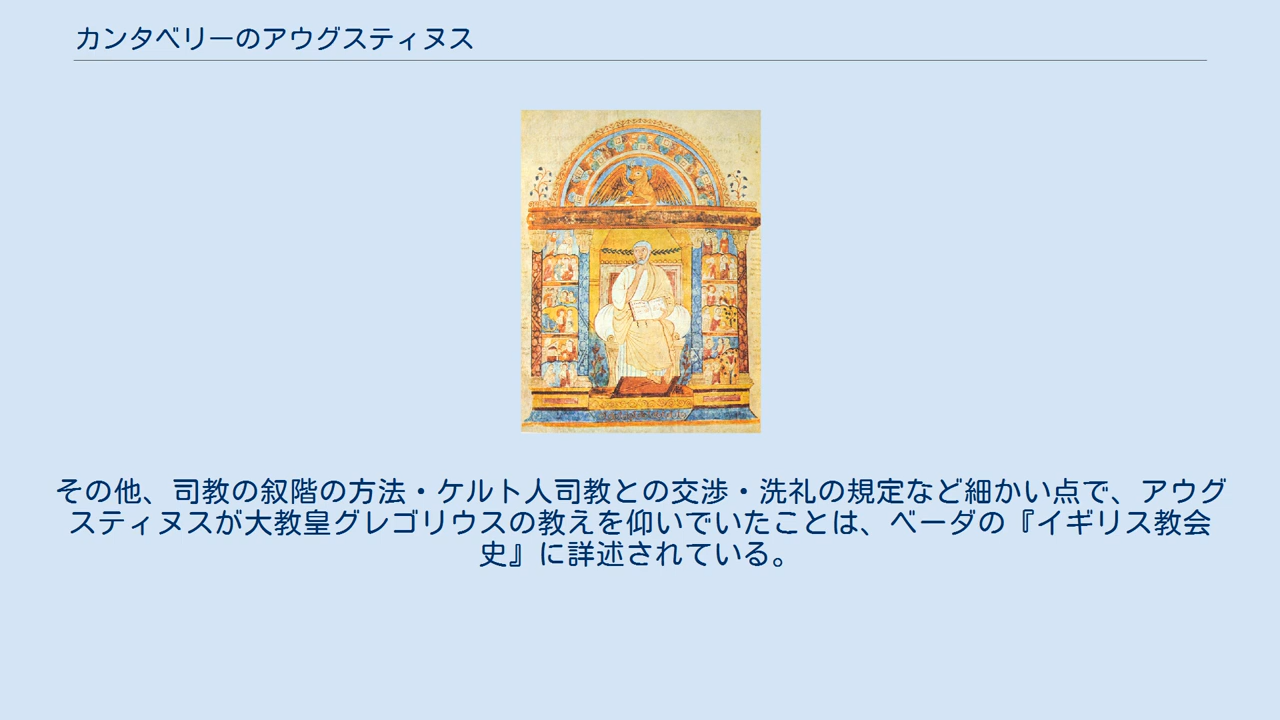 カンタベリーのアウグスティヌス
その他、司教の叙階の方法・ケルト人司教との交渉・洗礼の規定など細かい点で、アウグ
スティヌスが大教皇グレゴリウスの教えを仰いでいたことは、ベーダの『イギリス教会
史』に詳述されている。